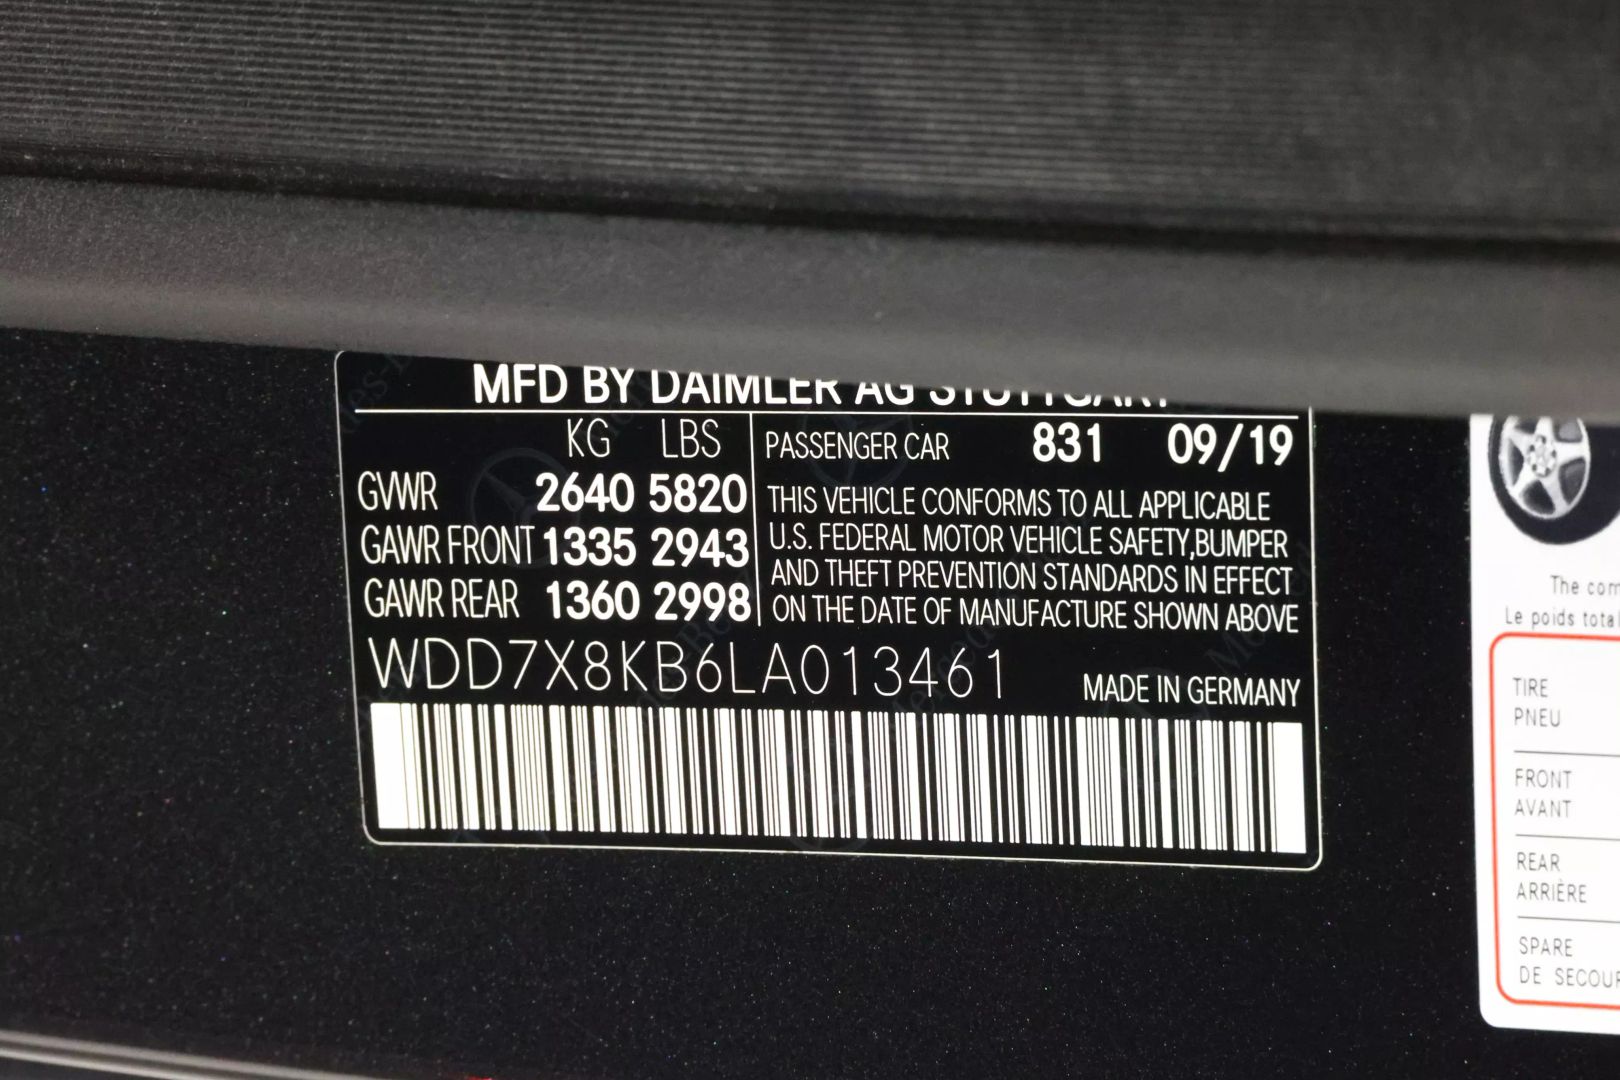 MFD BY DAIMLER AG STUTTGART
KG LBS
GVWR 2640 5820
GAWR FRONT 1335 2943
GAWR REAR 1360 2998
PASSENGER CAR 831 09/19
THIS VEHICLE CONFORMS TO ALL APPLICABLE
U.S. FEDERAL MOTOR VEHICLE SAFETY,BUMPER
AND THEFT PREVENTION STANDARDS IN EFFECT
ON THE DATE OF MANUFACTURE SHOWN ABOVE
WDD7X8KB6LA013461
MADE IN GERMANY
The com
Le poids total
TIRE
PNEU
FRONT
AVANT
REAR
ARRIÈRE
SPARE
DE SECOUR